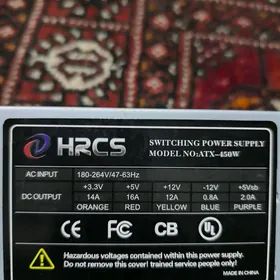 HRCS
SWITCHING POWER SUPPLY
MODEL NO:ATX-450W
AC INPUT 180-264V/47-63Hz
DC OUTPUT +3.3V +5V +12V -12V +5Vsb
14A 16A 12A 0.8A 2.0A
ORANGE RED YELLOW BLUE PURPLE
CE FC CB UL
Hazardous voltages contained within this power supply.
Do not remove this cover! trained service people only!
MADE IN CHINA